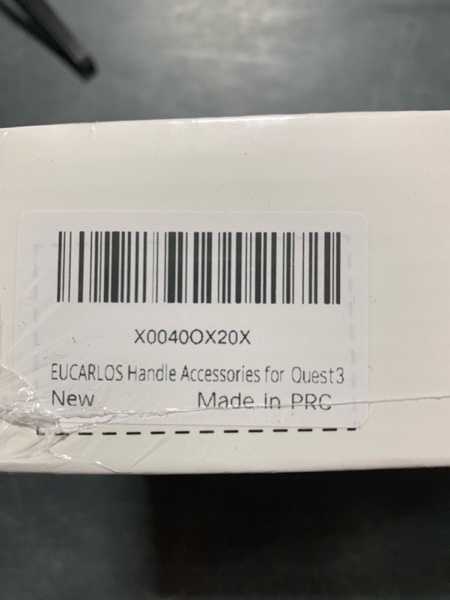 X0040OX20X
EUCARLOS Handle Accessories for Quest3
New Made in PRC